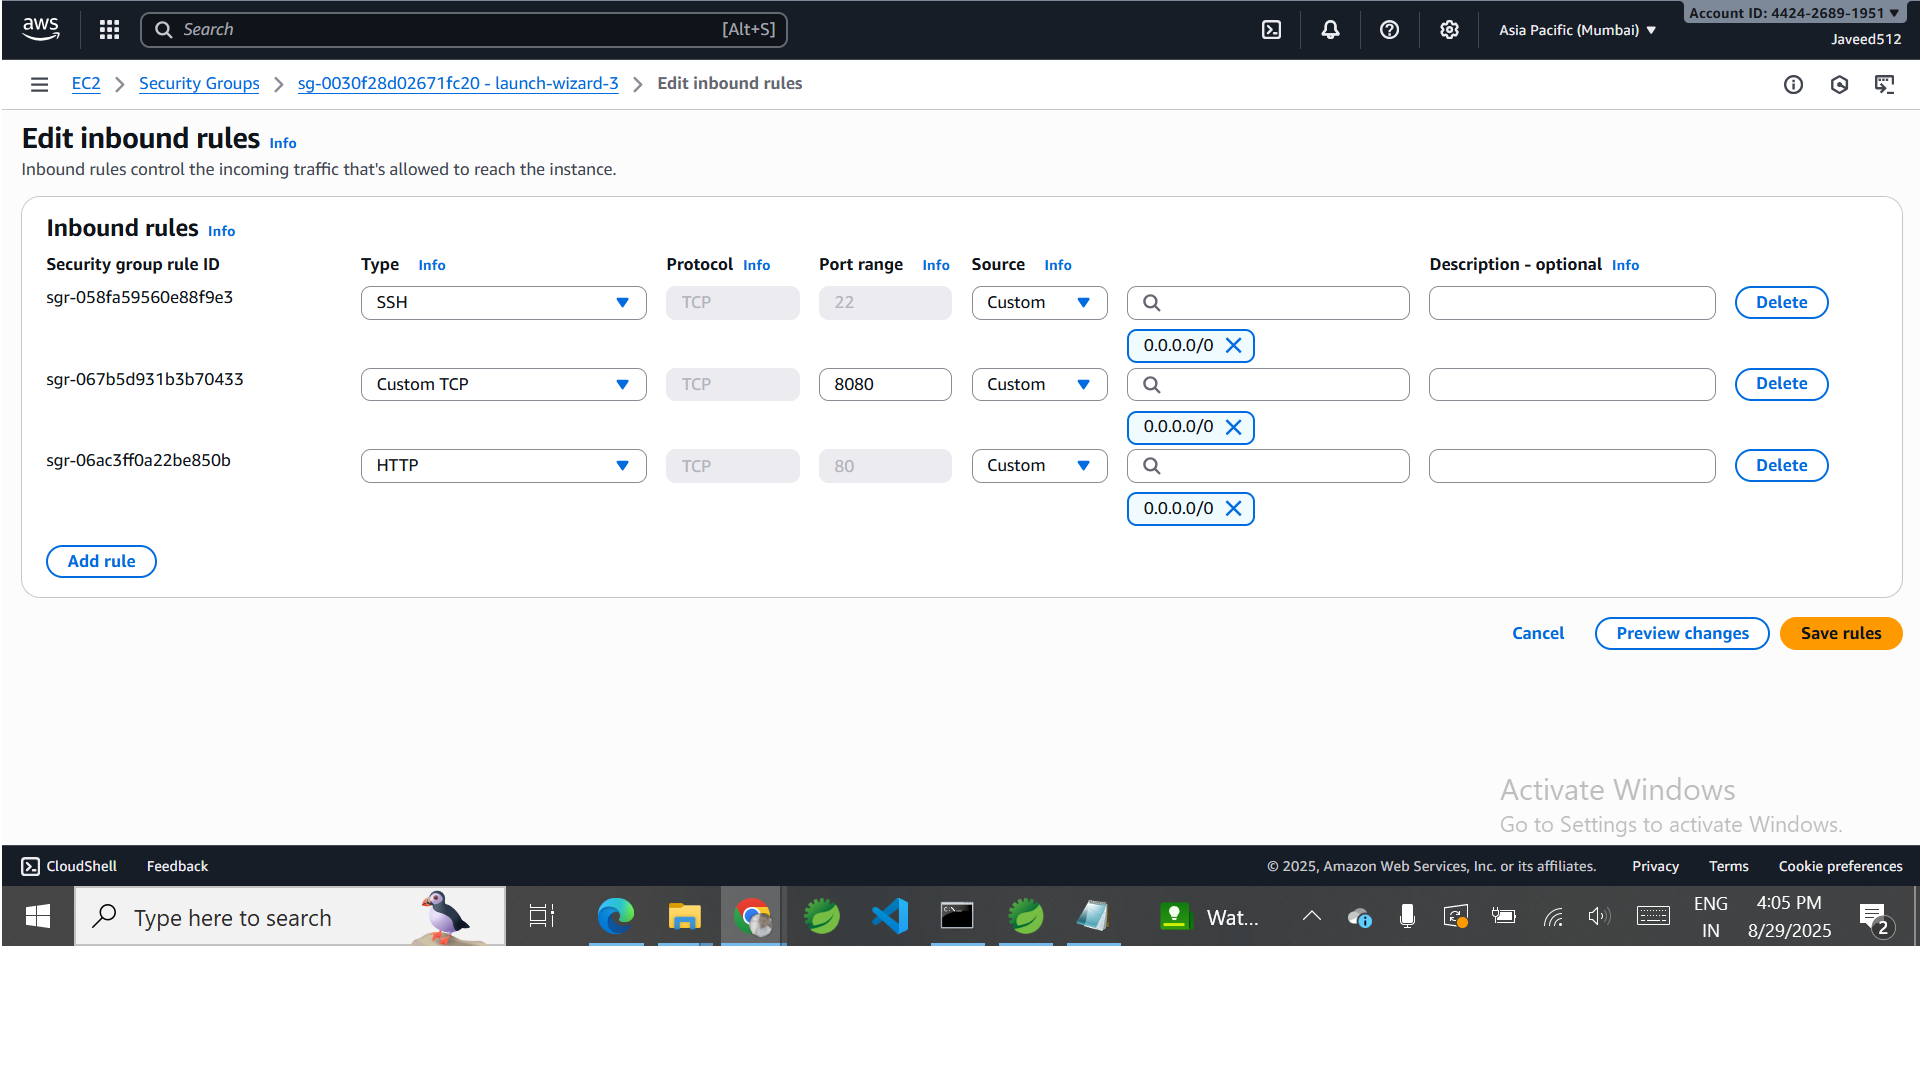 aws
Search [Alt+S]
Asia Pacific (Mumbai) ▼
Account ID: 4424-2689-1951 ▼
Javeed512
EC2 > Security Groups > sg-0030f28d02671fc20 - launch-wizard-3 > Edit inbound rules
Edit inbound rules Info
Inbound rules control the incoming traffic that's allowed to reach the instance.
Inbound rules Info
Security group rule ID Type Info Protocol Info Port range Info Source Info Description - optional Info
sgr-058fa59560e88f9e3 SSH TCP 22 Custom Delete
0.0.0.0/0
sgr-067b5d931b3b70433 Custom TCP TCP 8080 Custom Delete
0.0.0.0/0
sgr-06ac3ff0a22be850b HTTP TCP 80 Custom Delete
0.0.0.0/0
Add rule
Cancel Preview changes Save rules
Activate Windows
Go to Settings to activate Windows.
CloudShell Feedback © 2025, Amazon Web Services, Inc. or its affiliates. Privacy Terms Cookie preferences
Type here to search Wat... ENG 4:05 PM
IN 8/29/2025 2